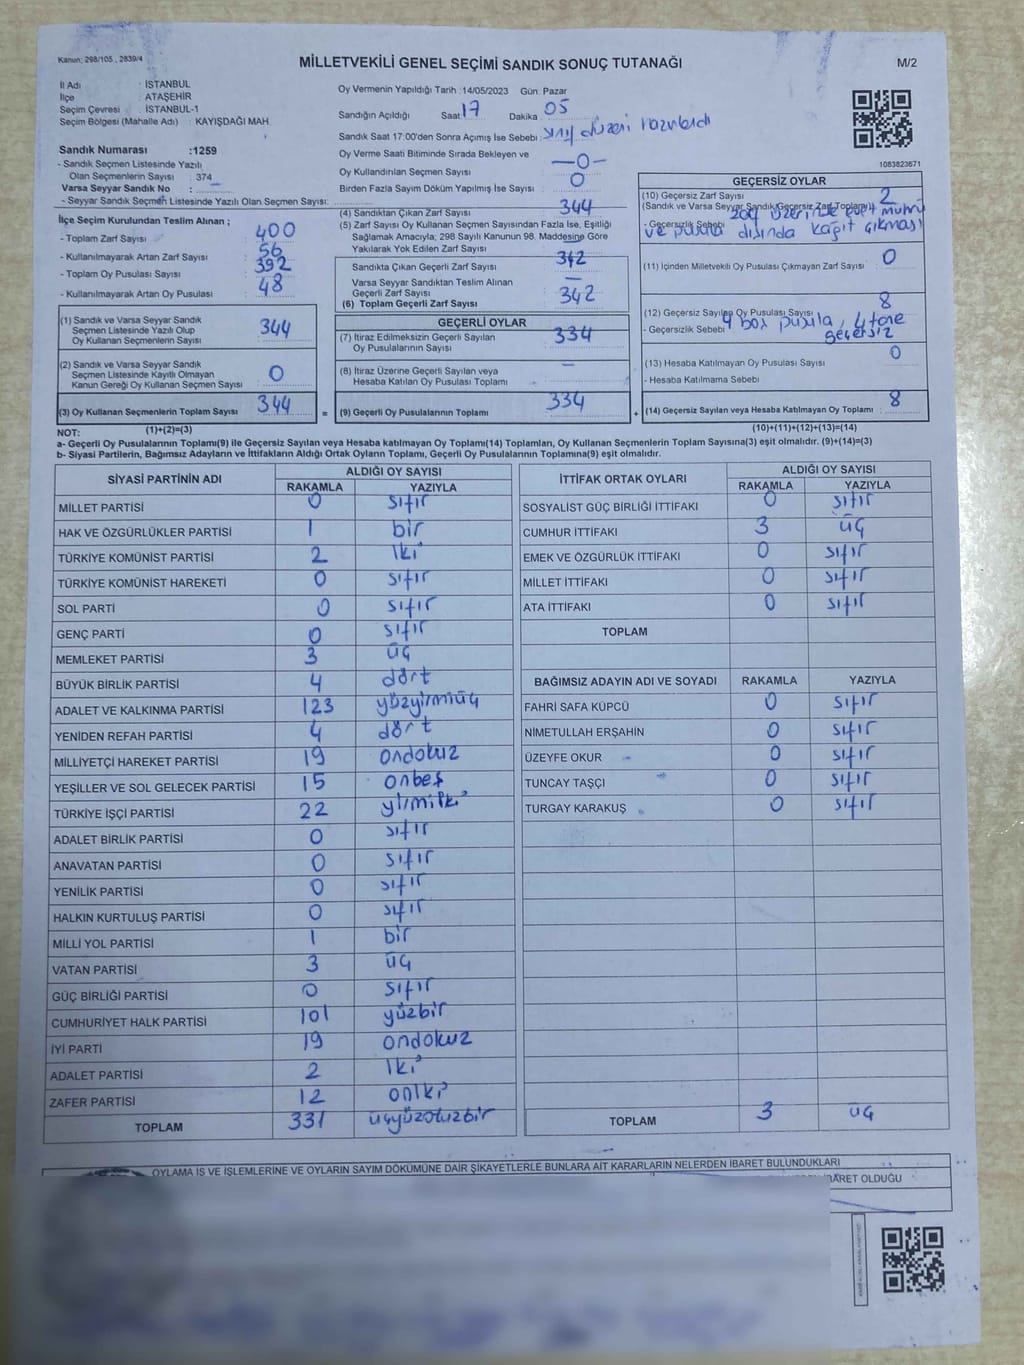 Kanun: 298/105 , 2839/4
MİLLETVEKİLİ GENEL SEÇİMİ SANDIK SONUÇ TUTANAĞI
M/2
İl Adı : İSTANBUL
İlçe : ATAŞEHİR
Seçim Çevresi : İSTANBUL-1
Seçim Bölgesi (Mahalle Adı) : KAYIŞDAĞI MAH.
Sandık Numarası :1259
- Sandık Seçmen Listesinde Yazılı
Olan Seçmenlerin Sayısı : 374
Varsa Seyyar Sandık No : –
- Seyyar Sandık Seçmen Listesinde Yazılı Olan Seçmen Sayısı:
Oy Vermenin Yapıldığı Tarih :14/05/2023 Gün: Pazar
Sandığın Açıldığı Saat 17 Dakika 05
Sandık Saat 17:00'den Sonra Açımış İse Sebebi : sınıf düzeni hazırlandı
Oy Verme Saati Bitiminde Sırada Bekleyen ve
Oy Kullandırılan Seçmen Sayısı : —0—
Birden Fazla Sayım Döküm Yapılmış İse Sayısı : 0
1083823671
İlçe Seçim Kurulundan Teslim Alınan ;
- Toplam Zarf Sayısı : 400
- Kullanılmayarak Artan Zarf Sayısı : 56
- Toplam Oy Pusulası Sayısı : 392
- Kullanılmayarak Artan Oy Pusulası : 48
(1) Sandık ve Varsa Seyyar Sandık
Seçmen Listesinde Yazılı Olup
Oy Kullanan Seçmenlerin Sayısı : 344
(2) Sandık ve Varsa Seyyar Sandık
Seçmen Listesinde Kayıtlı Olmayan
Kanun Gereği Oy Kullanan Seçmen Sayısı : 0
(3) Oy Kullanan Seçmenlerin Toplam Sayısı : 344
(1)+(2)=(3)
(4) Sandıktan Çıkan Zarf Sayısı : 344
(5) Zarf Sayısı Oy Kullanan Seçmen Sayısından Fazla İse, Eşitliği
Sağlamak Amacıyla; 298 Sayılı Kanunun 98. Maddesine Göre
Yakılarak Yok Edilen Zarf Sayısı :
Sandıkta Çıkan Geçerli Zarf Sayısı : 342
Varsa Seyyar Sandıktan Teslim Alınan
Geçerli Zarf Sayısı : —
(6) Toplam Geçerli Zarf Sayısı : 342
GEÇERLİ OYLAR
(7) İtiraz Edilmeksizin Geçerli Sayılan
Oy Pusulalarının Sayısı : 334
(8) İtiraz Üzerine Geçerli Sayılan veya
Hesaba Katılan Oy Pusulası Toplamı : —
= (9) Geçerli Oy Pusulalarının Toplamı : 334
GEÇERSİZ OYLAR
(10) Geçersiz Zarf Sayısı : 2
(Sandık ve Varsa Seyyar Sandık Geçersiz Zarf Toplamı)
- Geçersizlik Sebebi : zarf üzerinde evet mührü
ve pusula dışında kağıt çıkması
(11) İçinden Milletvekili Oy Pusulası Çıkmayan Zarf Sayısı : 0
(12) Geçersiz Sayılan Oy Pusulası Sayısı : 8
- Geçersizlik Sebebi : 4 boş pusula, 4 tane
geçersiz
(13) Hesaba Katılmayan Oy Pusulası Sayısı : 0
- Hesaba Katılmama Sebebi
+ (14) Geçersiz Sayılan veya Hesaba Katılmayan Oy Toplamı : 8
(10)+(11)+(12)+(13)=(14)
NOT:
a- Geçerli Oy Pusulalarının Toplamı(9) ile Geçersiz Sayılan veya Hesaba katılmayan Oy Toplamı(14) Toplamları, Oy Kullanan Seçmenlerin Toplam Sayısına(3) eşit olmalıdır. (9)+(14)=(3)
b- Siyasi Partilerin, Bağımsız Adayların ve İttifakların Aldığı Ortak Oyların Toplamı, Geçerli Oy Pusulalarının Toplamına(9) eşit olmalıdır.
SİYASİ PARTİNİN ADI ALDIĞI OY SAYISI
RAKAMLA YAZIYLA
MİLLET PARTİSİ 0 sıfır
HAK VE ÖZGÜRLÜKLER PARTİSİ 1 bir
TÜRKİYE KOMÜNİST PARTİSİ 2 iki
TÜRKİYE KOMÜNİST HAREKETİ 0 sıfır
SOL PARTİ 0 sıfır
GENÇ PARTİ 0 sıfır
MEMLEKET PARTİSİ 3 üç
BÜYÜK BİRLİK PARTİSİ 4 dört
ADALET VE KALKINMA PARTİSİ 123 yüzyirmiüç
YENİDEN REFAH PARTİSİ 4 dört
MİLLİYETÇİ HAREKET PARTİSİ 19 ondokuz
YEŞİLLER VE SOL GELECEK PARTİSİ 15 onbeş
TÜRKİYE İŞÇİ PARTİSİ 22 yirmiiki
ADALET BİRLİK PARTİSİ 0 sıfır
ANAVATAN PARTİSİ 0 sıfır
YENİLİK PARTİSİ 0 sıfır
HALKIN KURTULUŞ PARTİSİ 0 sıfır
MİLLİ YOL PARTİSİ 1 bir
VATAN PARTİSİ 3 üç
GÜÇ BİRLİĞİ PARTİSİ 0 sıfır
CUMHURİYET HALK PARTİSİ 101 yüzbir
İYİ PARTİ 19 ondokuz
ADALET PARTİSİ 2 iki
ZAFER PARTİSİ 12 oniki
TOPLAM 331 üçyüzotuzbir
İTTİFAK ORTAK OYLARI ALDIĞI OY SAYISI
RAKAMLA YAZIYLA
SOSYALİST GÜÇ BİRLİĞİ İTTİFAKI 0 sıfır
CUMHUR İTTİFAKI 3 üç
EMEK VE ÖZGÜRLÜK İTTİFAKI 0 sıfır
MİLLET İTTİFAKI 0 sıfır
ATA İTTİFAKI 0 sıfır
TOPLAM
BAĞIMSIZ ADAYIN ADI VE SOYADI RAKAMLA YAZIYLA
FAHRİ SAFA KÜPCÜ 0 sıfır
NİMETULLAH ERŞAHİN 0 sıfır
ÜZEYFE OKUR 0 sıfır
TUNCAY TAŞÇI 0 sıfır
TURGAY KARAKUŞ 0 sıfır
TOPLAM 3 üç
OYLAMA İŞ VE İŞLEMLERİNE VE OYLARIN SAYIM DÖKÜMÜNE DAİR ŞİKAYETLERLE BUNLARA AİT KARARLARIN NELERDEN İBARET BULUNDUKLARI
İBARET OLDUĞU